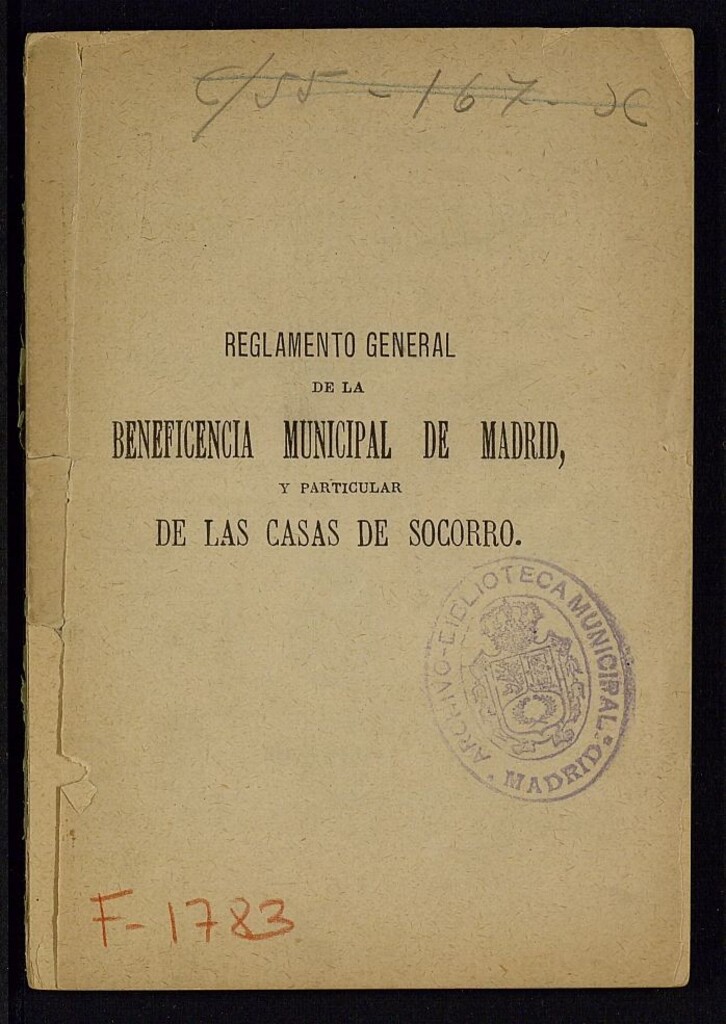 C/55-167-
REGLAMENTO GENERAL
DE LA
BENEFICENCIA MUNICIPAL DE MADRID,
Y PARTICULAR
DE LAS CASAS DE SOCORRO.
ARCHIVO-BIBLIOTECA MUNICIPAL
· MADRID ·
F-1783